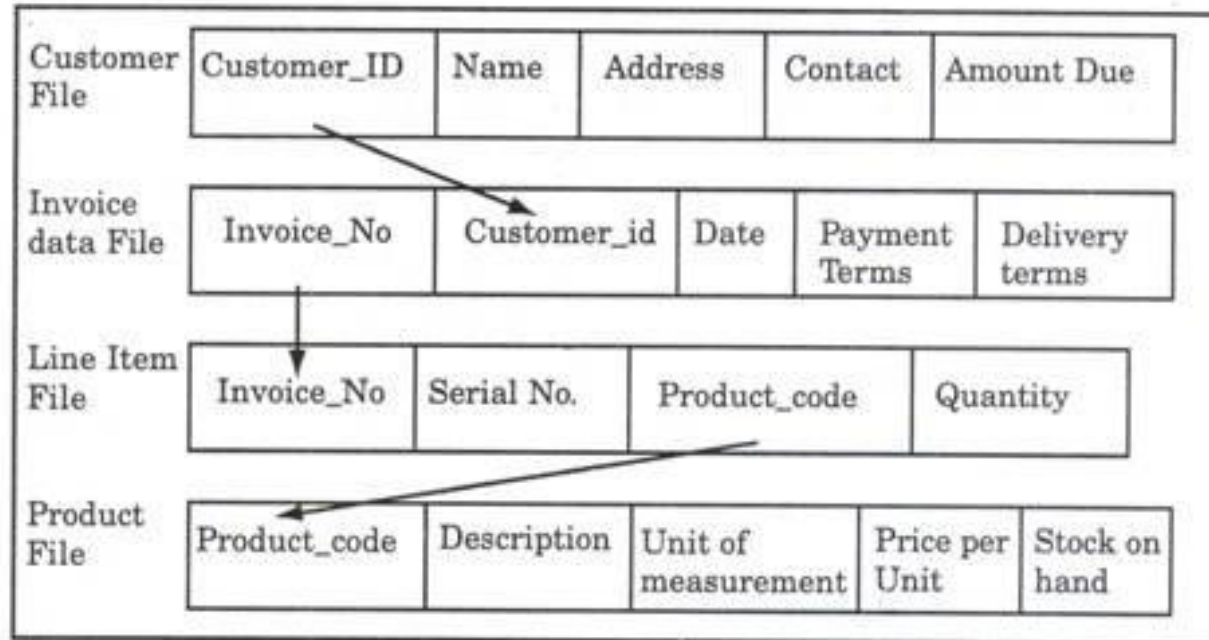 Customer File
Customer_ID
Name
Address
Contact
Amount Due
Invoice data File
Invoice_No
Customer_id
Date
Payment Terms
Delivery terms
Line Item File
Invoice_No
Serial No.
Product_code
Quantity
Product File
Product_code
Description
Unit of measurement
Price per Unit
Stock on hand